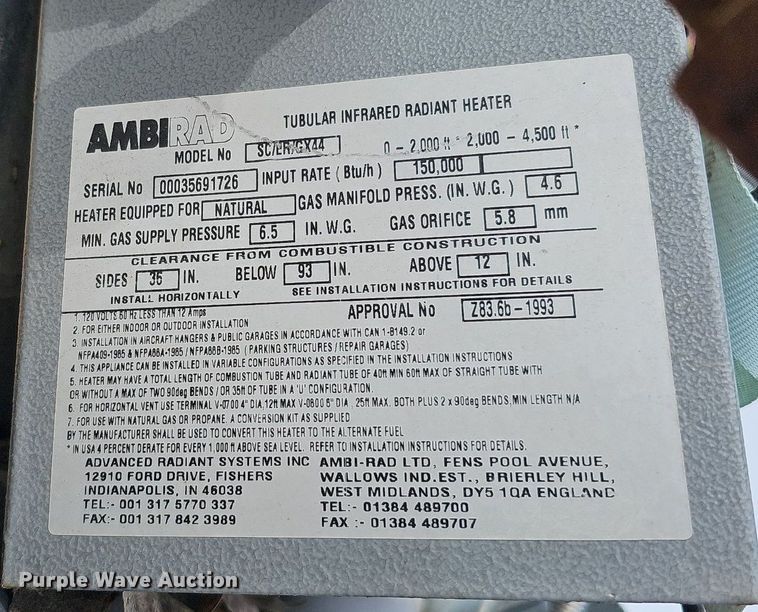 AMBIRAD
TUBULAR INFRARED RADIANT HEATER
MODEL No SC/ER/GX44 0 - 2,000 ft * 2,000 - 4,500 ft *
SERIAL No 00035691726 INPUT RATE ( Btu/h ) 150,000
HEATER EQUIPPED FOR NATURAL GAS MANIFOLD PRESS. (IN. W.G. ) 4.6
MIN. GAS SUPPLY PRESSURE 6.5 IN. W.G. GAS ORIFICE 5.8 mm
CLEARANCE FROM COMBUSTIBLE CONSTRUCTION
SIDES 36 IN. BELOW 93 IN. ABOVE 12 IN.
INSTALL HORIZONTALLY SEE INSTALLATION INSTRUCTIONS FOR DETAILS
APPROVAL No Z83.6b-1993
1. 120 VOLTS 60 Hz LESS THAN 12 Amps
2. FOR EITHER INDOOR OR OUTDOOR INSTALLATION
3. INSTALLATION IN AIRCRAFT HANGERS & PUBLIC GARAGES IN ACCORDANCE WITH CAN 1-B149.2 or
NFPA409-1985 & NFPA88A-1985 / NFPA88B-1985 ( PARKING STRUCTURES / REPAIR GARAGES)
4. THIS APPLIANCE CAN BE INSTALLED IN VARIABLE CONFIGURATIONS AS SPECIFIED IN THE INSTALLATION INSTRUCTIONS
5. HEATER MAY HAVE A TOTAL LENGTH OF COMBUSTION TUBE AND RADIANT TUBE OF 40ft MIN 60ft MAX OF STRAIGHT TUBE WITH
OR WITHOUT A MAX OF TWO 90deg BENDS / OR 35ft OF TUBE IN A 'U' CONFIGURATION.
6. FOR HORIZONTAL VENT USE TERMINAL V-0700 4" DIA,12ft MAX V-0800 6" DIA , 25ft MAX. BOTH PLUS 2 x 90deg BENDS, MIN LENGTH N/A
7. FOR USE WITH NATURAL GAS OR PROPANE. A CONVERSION KIT AS SUPPLIED
BY THE MANUFACTURER SHALL BE USED TO CONVERT THIS HEATER TO THE ALTERNATE FUEL
* IN USA 4 PERCENT DERATE FOR EVERY 1,000 ft ABOVE SEA LEVEL. REFER TO INSTALLATION INSTRUCTIONS FOR DETAILS.
ADVANCED RADIANT SYSTEMS INC
12910 FORD DRIVE, FISHERS
INDIANAPOLIS, IN 46038
TEL:- 001 317 5770 337
FAX:- 001 317 842 3989
AMBI-RAD LTD, FENS POOL AVENUE,
WALLOWS IND.EST., BRIERLEY HILL,
WEST MIDLANDS, DY5 1QA ENGLAND
TEL:- 01384 489700
FAX :- 01384 489707
Purple Wave Auction